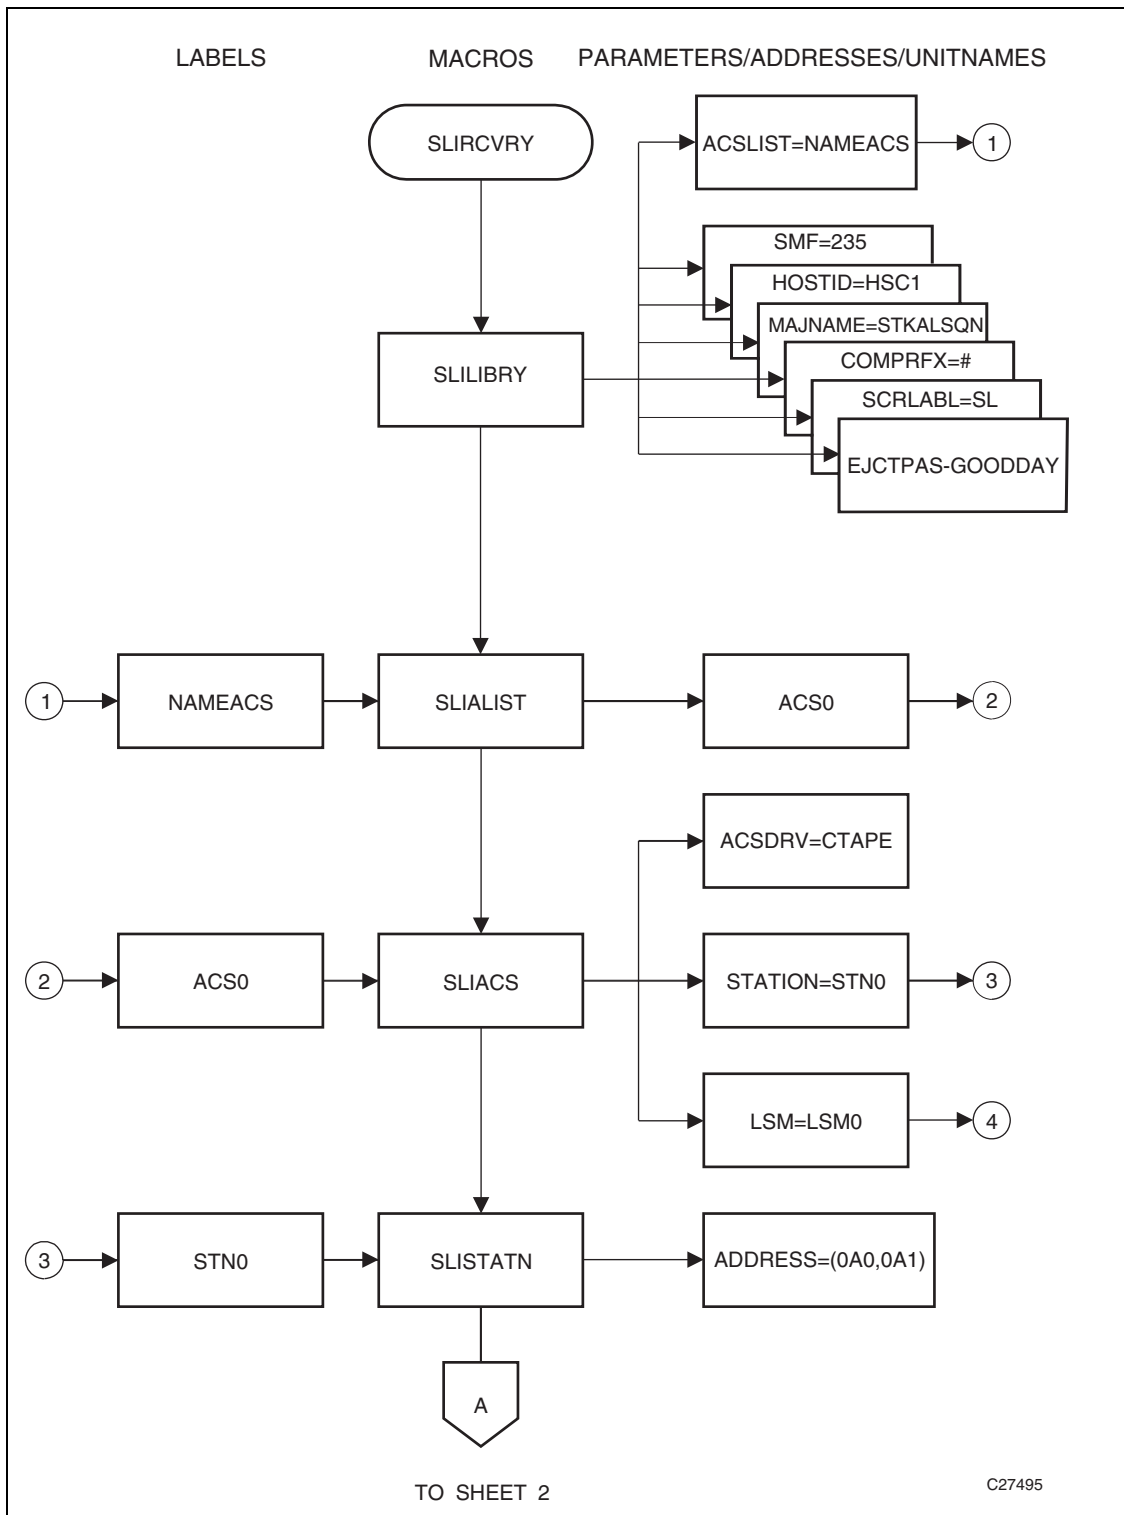 LABELS MACROS PARAMETERS/ADDRESSES/UNITNAMES
SLIRCVRY
ACSLIST=NAMEACS
1
SMF=235
HOSTID=HSC1
MAJNAME=STKALSQN
COMPRFX=#
SLILIBRY
SCRLABL=SL
EJCTPAS-GOODDAY
1
NAMEACS
SLIALIST
ACS0
2
ACSDRV=CTAPE
2
ACS0
SLIACS
STATION=STN0
3
LSM=LSM0
4
3
STN0
SLISTATN
ADDRESS=(0A0,0A1)
A
TO SHEET 2
C27495